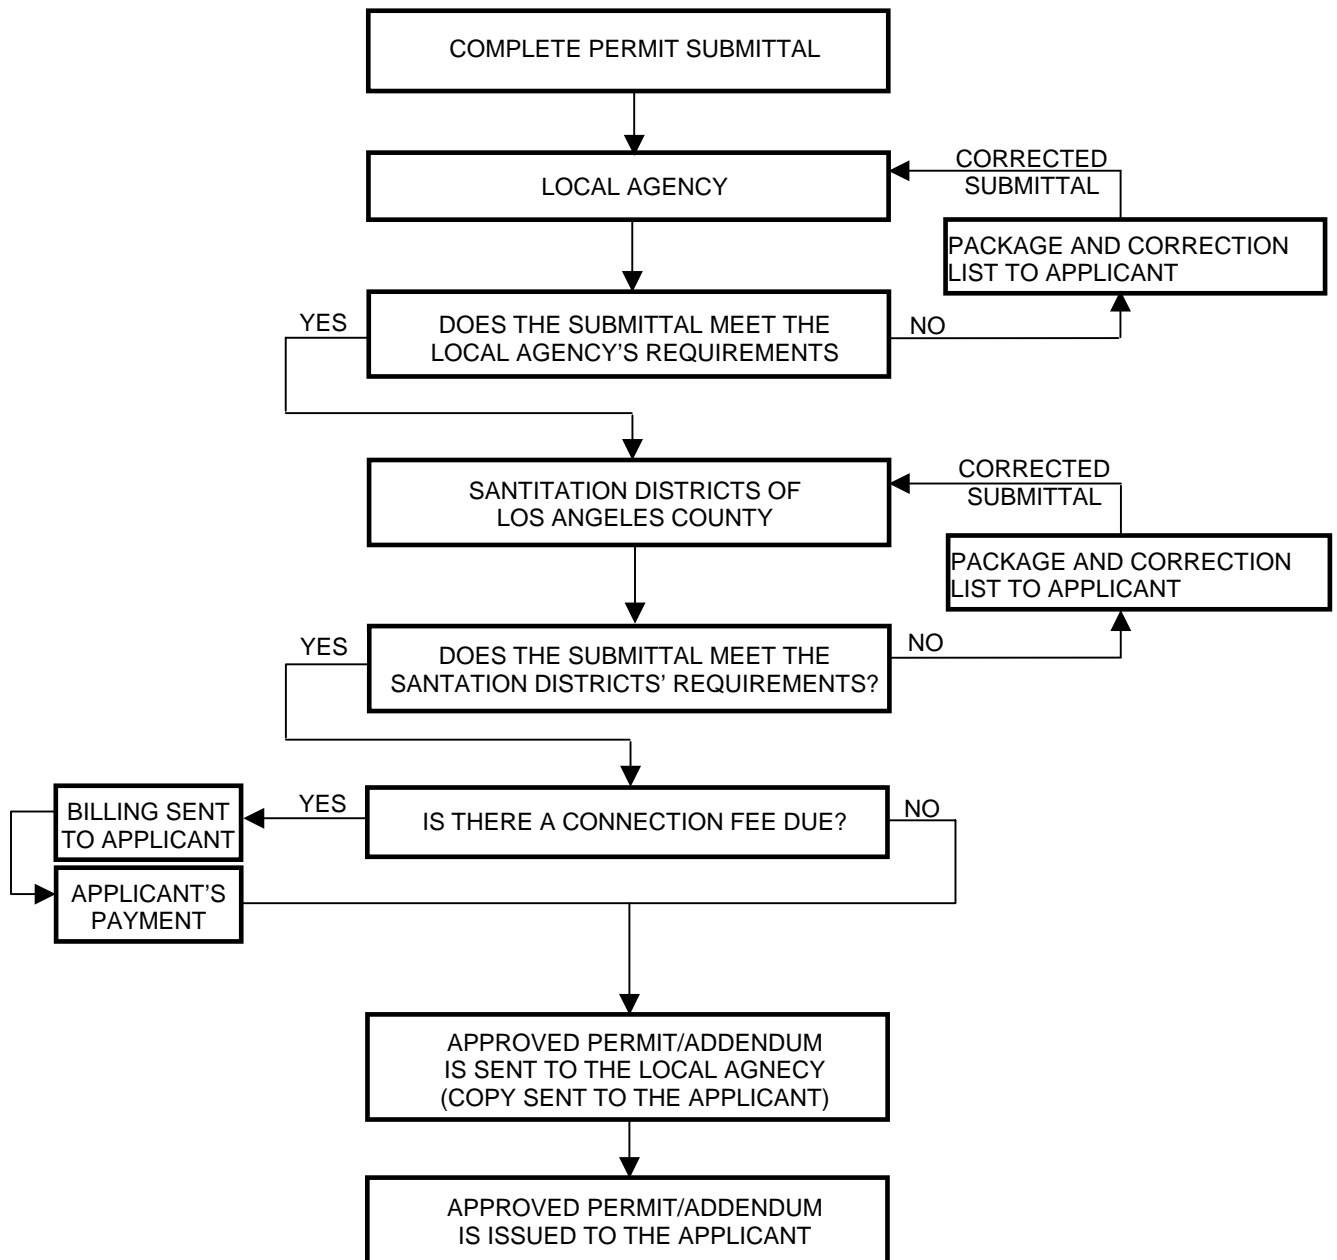 COMPLETE PERMIT SUBMITTAL
LOCAL AGENCY
CORRECTED
SUBMITTAL
PACKAGE AND CORRECTION
LIST TO APPLICANT
YES
DOES THE SUBMITTAL MEET THE
LOCAL AGENCY'S REQUIREMENTS
NO
SANTITATION DISTRICTS OF
LOS ANGELES COUNTY
CORRECTED
SUBMITTAL
PACKAGE AND CORRECTION
LIST TO APPLICANT
YES
DOES THE SUBMITTAL MEET THE
SANTATION DISTRICTS' REQUIREMENTS?
NO
BILLING SENT
TO APPLICANT
YES
IS THERE A CONNECTION FEE DUE?
NO
APPLICANT'S
PAYMENT
APPROVED PERMIT/ADDENDUM
IS SENT TO THE LOCAL AGNECY
(COPY SENT TO THE APPLICANT)
APPROVED PERMIT/ADDENDUM
IS ISSUED TO THE APPLICANT